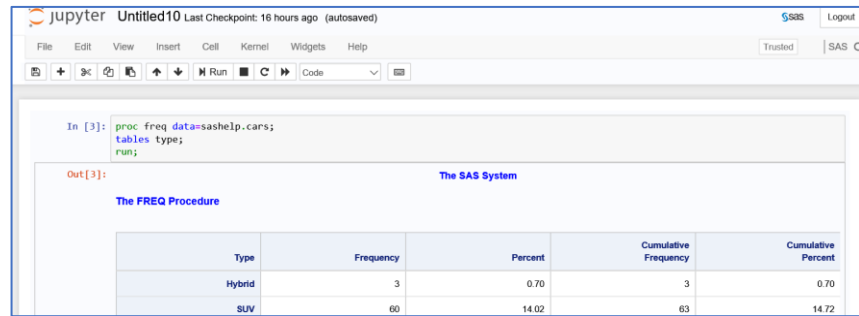 jupyter Untitled10 Last Checkpoint: 16 hours ago (autosaved) sas Logout
File Edit View Insert Cell Kernel Widgets Help Trusted SAS
Run Code
In [3]: proc freq data=sashelp.cars;
tables type;
run;
Out[3]: The SAS System
The FREQ Procedure
Type Frequency Percent Cumulative Frequency Cumulative Percent
Hybrid 3 0.70 3 0.70
SUV 60 14.02 63 14.72